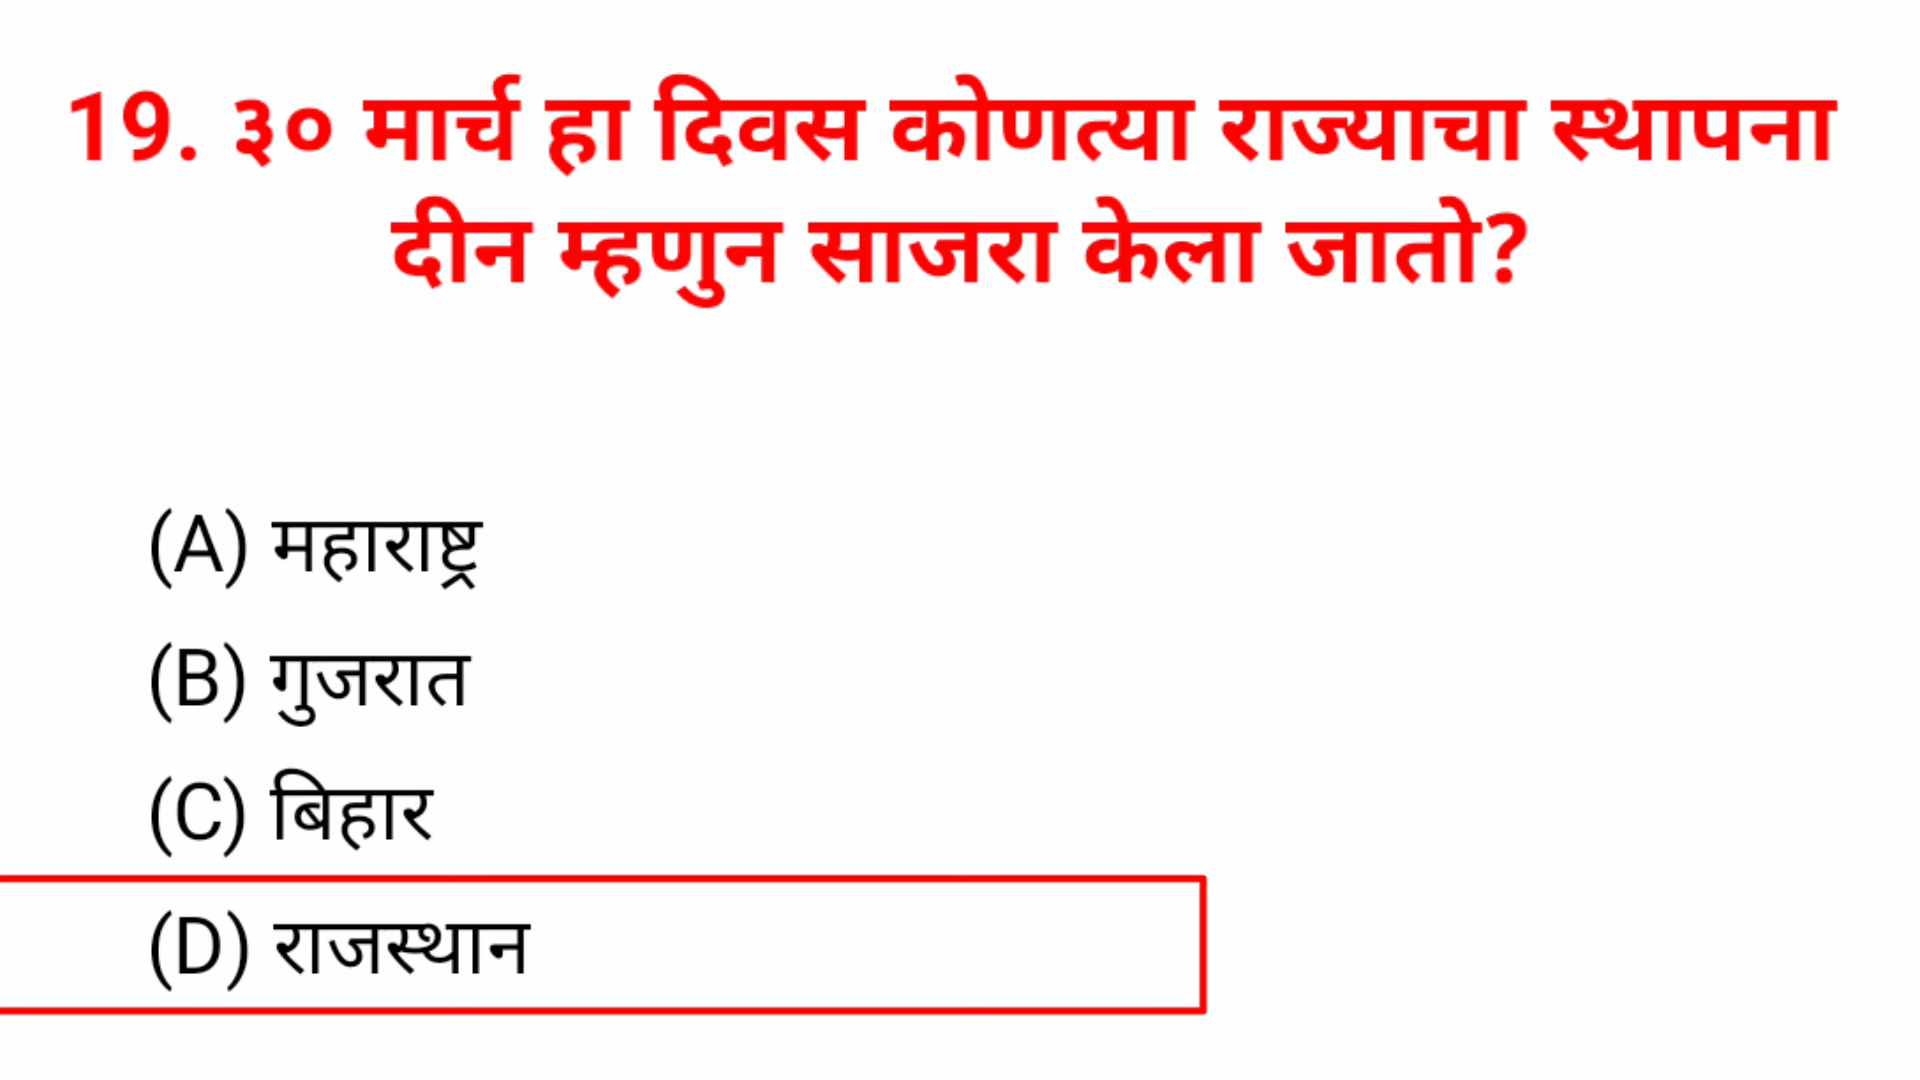 19. ३० मार्च हा दिवस कोणत्या राज्याचा स्थापना
दीन म्हणुन साजरा केला जातो?
(A) महाराष्ट्र
(B) गुजरात
(C) बिहार
(D) राजस्थान